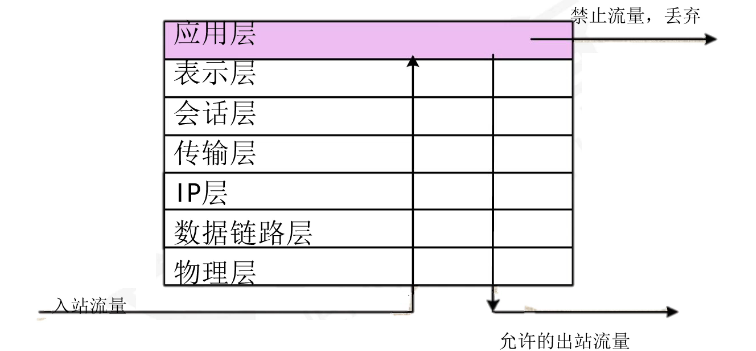 禁止流量，丢弃
应用层
表示层
会话层
传输层
IP层
数据链路层
物理层
入站流量
允许的出站流量